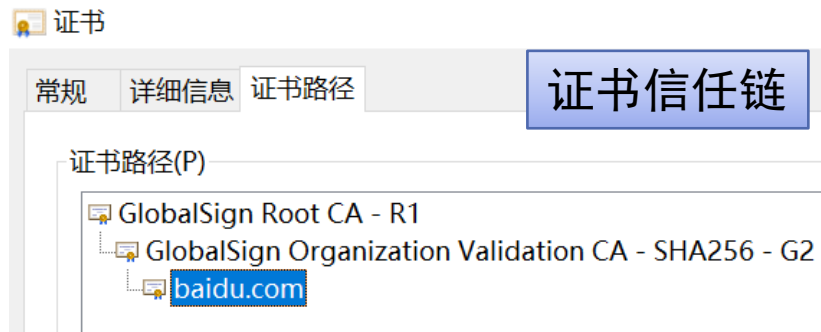 证书
常规 详细信息 证书路径
证书信任链
证书路径(P)
GlobalSign Root CA - R1
GlobalSign Organization Validation CA - SHA256 - G2
baidu.com